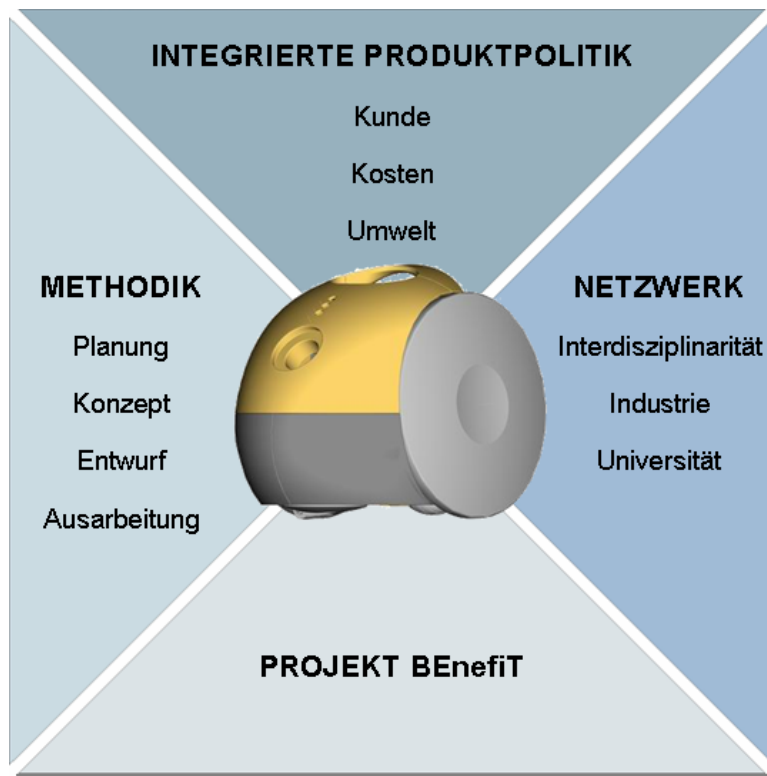 INTEGRIERTE PRODUKTPOLITIK
Kunde
Kosten
Umwelt
METHODIK
Planung
Konzept
Entwurf
Ausarbeitung
NETZWERK
Interdisziplinarität
Industrie
Universität
PROJEKT BEnefiT